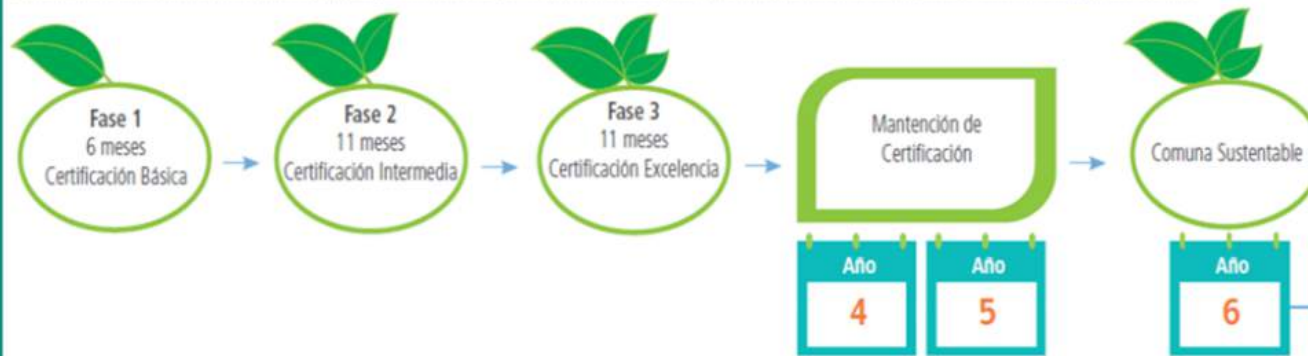 Fase 1
6 meses
Certificación Básica
Fase 2
11 meses
Certificación Intermedia
Fase 3
11 meses
Certificación Excelencia
Mantención de
Certificación
Comuna Sustentable
Año
4
Año
5
Año
6